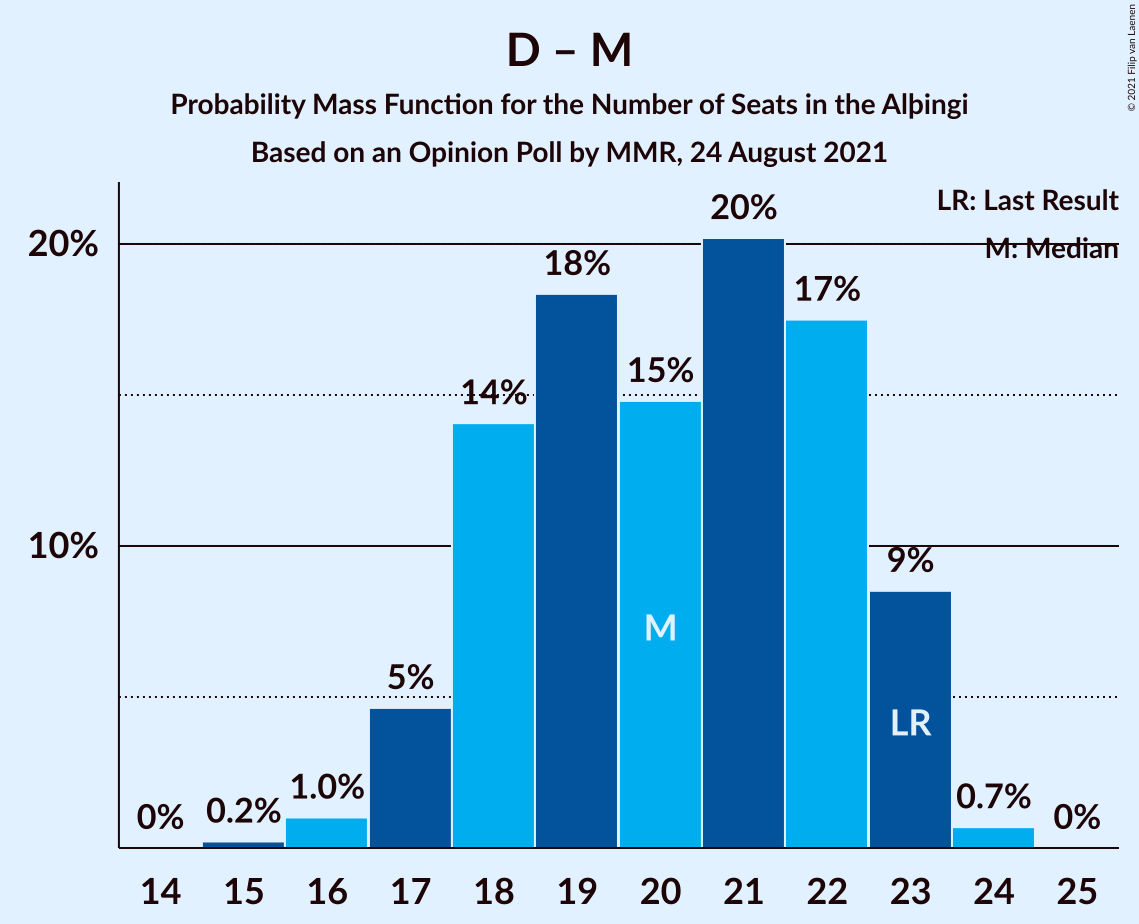 D – M
Probability Mass Function for the Number of Seats in the Alþingi
Based on an Opinion Poll by MMR, 24 August 2021
© 2021 Filip van Laenen
LR: Last Result
M: Median
20%
10%
0%
0.2%
1.0%
5%
14%
18%
15%
20%
17%
9%
0.7%
0%
M
LR
14 15 16 17 18 19 20 21 22 23 24 25